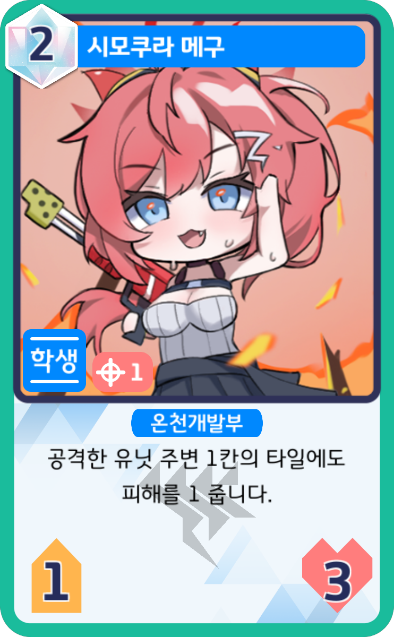 2
시모쿠라 메구
학생
1
온천개발부
공격한 유닛 주변 1칸의 타일에도
피해를 1 줍니다.
1
3